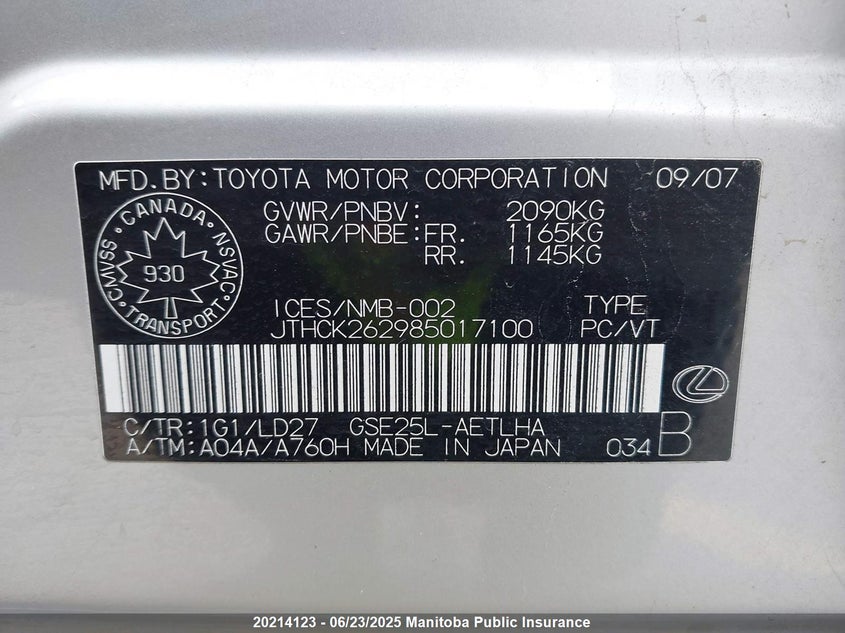 MFD.BY:TOYOTA MOTOR CORPORATION 09/07
GVWR/PNBV: 2090KG
GAWR/PNBE:FR. 1165KG
RR. 1145KG
CANADA
CMVSS NSVAC
930
TRANSPORT
ICES/NMB-002 TYPE
JTHCK262985017100 PC/VT
C/TR:1G1/LD27 GSE25L-AETLHA
A/TM:A04A/A760H MADE IN JAPAN 034 B
20214123 - 06/23/2025 Manitoba Public Insurance